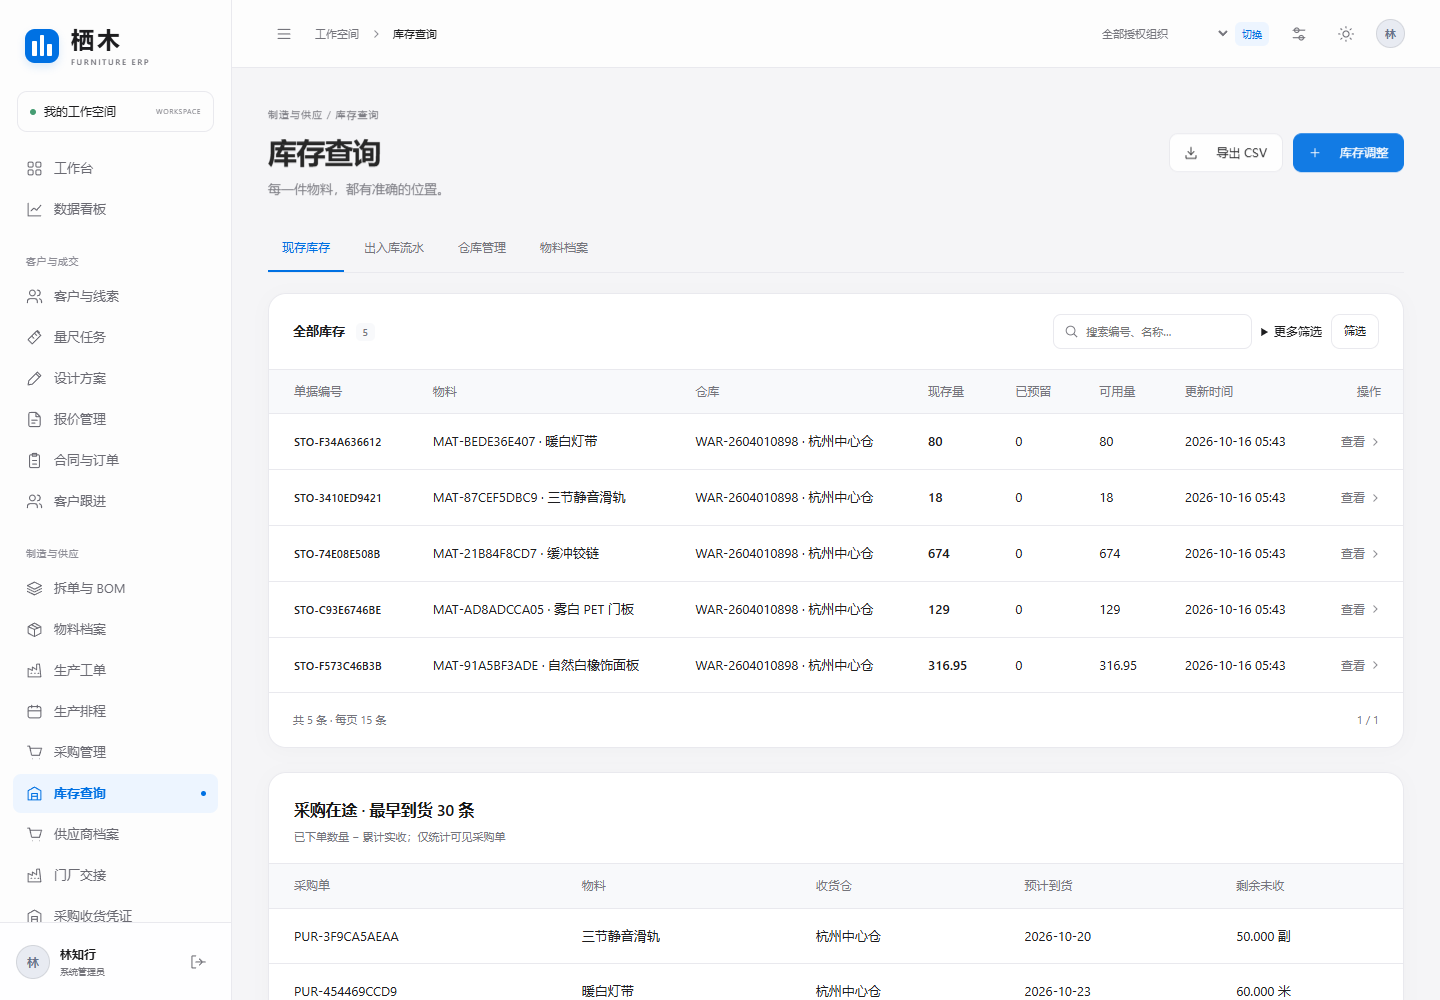 栖木
FURNITURE ERP
我的工作空间 WORKSPACE
工作台
数据看板
客户与成交
客户与线索
量尺任务
设计方案
报价管理
合同与订单
客户跟进
制造与供应
拆单与 BOM
物料档案
生产工单
生产排程
采购管理
库存查询
供应商档案
门厂交接
采购收货凭证
林 林知行
系统管理员
工作空间 库存查询
全部授权组织 切换 林
制造与供应 / 库存查询
库存查询
每一件物料，都有准确的位置。
导出 CSV
库存调整
现存库存 出入库流水 仓库管理 物料档案
全部库存 5
搜索编号、名称... 更多筛选 筛选
单据编号 物料 仓库 现存量 已预留 可用量 更新时间 操作
STO-F34A636612 MAT-BEDE36E407 · 暖白灯带 WAR-2604010898 · 杭州中心仓 80 0 80 2026-10-16 05:43 查看
STO-3410ED9421 MAT-87CEF5DBC9 · 三节静音滑轨 WAR-2604010898 · 杭州中心仓 18 0 18 2026-10-16 05:43 查看
STO-74E08E508B MAT-21B84F8CD7 · 缓冲铰链 WAR-2604010898 · 杭州中心仓 674 0 674 2026-10-16 05:43 查看
STO-C93E6746BE MAT-AD8ADCCA05 · 雾白 PET 门板 WAR-2604010898 · 杭州中心仓 129 0 129 2026-10-16 05:43 查看
STO-F573C46B3B MAT-91A5BF3ADE · 自然白橡饰面板 WAR-2604010898 · 杭州中心仓 316.95 0 316.95 2026-10-16 05:43 查看
共 5 条 · 每页 15 条 1 / 1
采购在途 · 最早到货 30 条
已下单数量 − 累计实收；仅统计可见采购单
采购单 物料 收货仓 预计到货 剩余未收
PUR-3F9CA5AEAA 三节静音滑轨 杭州中心仓 2026-10-20 50.000 副
PUR-454469CCD9 暖白灯带 杭州中心仓 2026-10-23 60.000 米